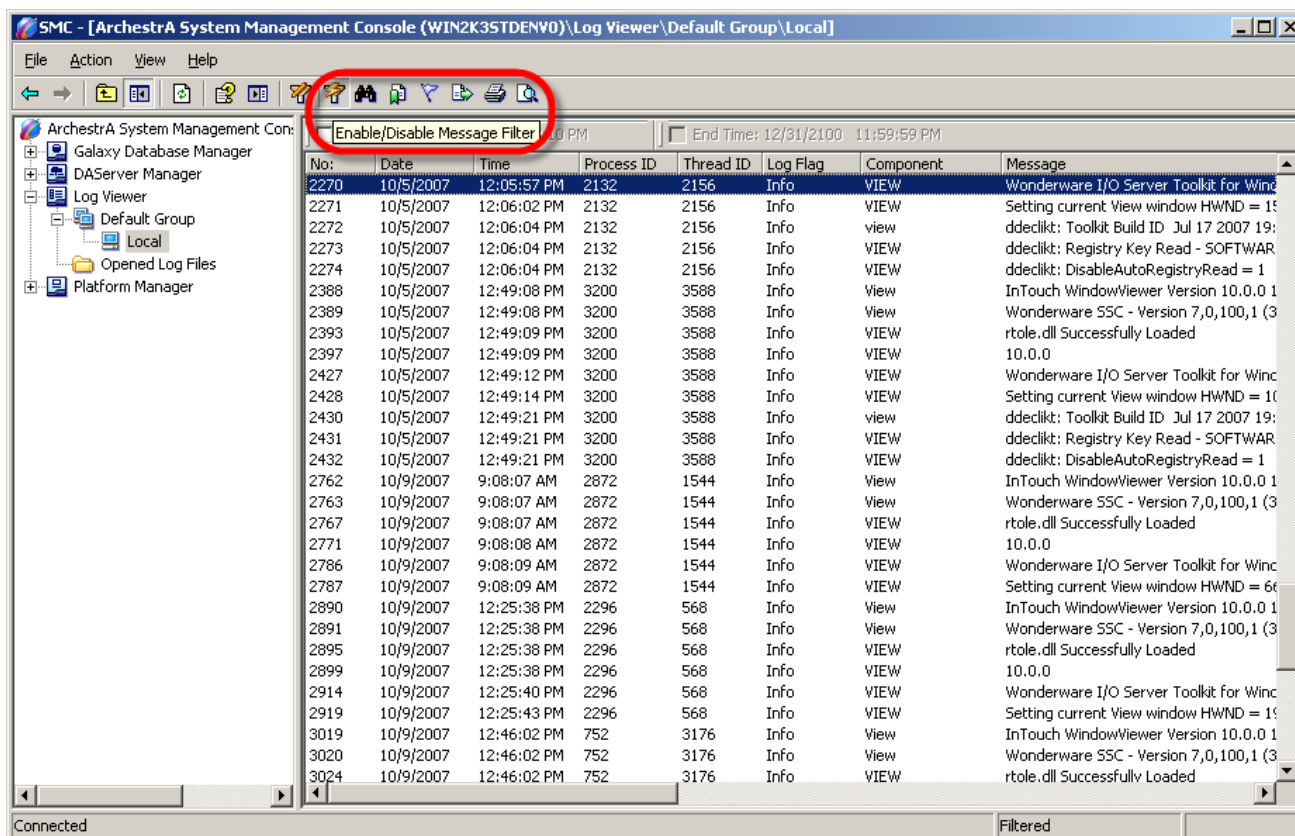 SMC - [ArchestrA System Management Console (WIN2K3STDENV0)\Log Viewer\Default Group\Local]
File Action View Help
Enable/Disable Message Filter PM End Time: 12/31/2100 11:59:59 PM
ArchestrA System Management Con
Galaxy Database Manager
DAServer Manager
Log Viewer
Default Group
Local
Opened Log Files
Platform Manager
No: Date Time Process ID Thread ID Log Flag Component Message
2270 10/5/2007 12:05:57 PM 2132 2156 Info VIEW Wonderware I/O Server Toolkit for Wind
2271 10/5/2007 12:06:02 PM 2132 2156 Info VIEW Setting current View window HWND = 15
2272 10/5/2007 12:06:04 PM 2132 2156 Info view ddeclikt: Toolkit Build ID Jul 17 2007 19:
2273 10/5/2007 12:06:04 PM 2132 2156 Info VIEW ddeclikt: Registry Key Read - SOFTWAR
2274 10/5/2007 12:06:04 PM 2132 2156 Info VIEW ddeclikt: DisableAutoRegistryRead = 1
2388 10/5/2007 12:49:08 PM 3200 3588 Info View InTouch WindowViewer Version 10.0.0 1
2389 10/5/2007 12:49:08 PM 3200 3588 Info View Wonderware SSC - Version 7,0,100,1 (3
2393 10/5/2007 12:49:09 PM 3200 3588 Info VIEW rtole.dll Successfully Loaded
2397 10/5/2007 12:49:09 PM 3200 3588 Info VIEW 10.0.0
2427 10/5/2007 12:49:12 PM 3200 3588 Info VIEW Wonderware I/O Server Toolkit for Wind
2428 10/5/2007 12:49:14 PM 3200 3588 Info VIEW Setting current View window HWND = 10
2430 10/5/2007 12:49:21 PM 3200 3588 Info view ddeclikt: Toolkit Build ID Jul 17 2007 19:
2431 10/5/2007 12:49:21 PM 3200 3588 Info VIEW ddeclikt: Registry Key Read - SOFTWAR
2432 10/5/2007 12:49:21 PM 3200 3588 Info VIEW ddeclikt: DisableAutoRegistryRead = 1
2762 10/9/2007 9:08:07 AM 2872 1544 Info View InTouch WindowViewer Version 10.0.0 1
2763 10/9/2007 9:08:07 AM 2872 1544 Info View Wonderware SSC - Version 7,0,100,1 (3
2767 10/9/2007 9:08:07 AM 2872 1544 Info VIEW rtole.dll Successfully Loaded
2771 10/9/2007 9:08:08 AM 2872 1544 Info VIEW 10.0.0
2786 10/9/2007 9:08:09 AM 2872 1544 Info VIEW Wonderware I/O Server Toolkit for Wind
2787 10/9/2007 9:08:09 AM 2872 1544 Info VIEW Setting current View window HWND = 66
2890 10/9/2007 12:25:38 PM 2296 568 Info View InTouch WindowViewer Version 10.0.0 1
2891 10/9/2007 12:25:38 PM 2296 568 Info View Wonderware SSC - Version 7,0,100,1 (3
2895 10/9/2007 12:25:38 PM 2296 568 Info VIEW rtole.dll Successfully Loaded
2899 10/9/2007 12:25:38 PM 2296 568 Info VIEW 10.0.0
2914 10/9/2007 12:25:40 PM 2296 568 Info VIEW Wonderware I/O Server Toolkit for Wind
2919 10/9/2007 12:25:43 PM 2296 568 Info VIEW Setting current View window HWND = 19
3019 10/9/2007 12:46:02 PM 752 3176 Info View InTouch WindowViewer Version 10.0.0 1
3020 10/9/2007 12:46:02 PM 752 3176 Info View Wonderware SSC - Version 7,0,100,1 (3
3024 10/9/2007 12:46:02 PM 752 3176 Info VIEW rtole.dll Successfully Loaded
Connected Filtered